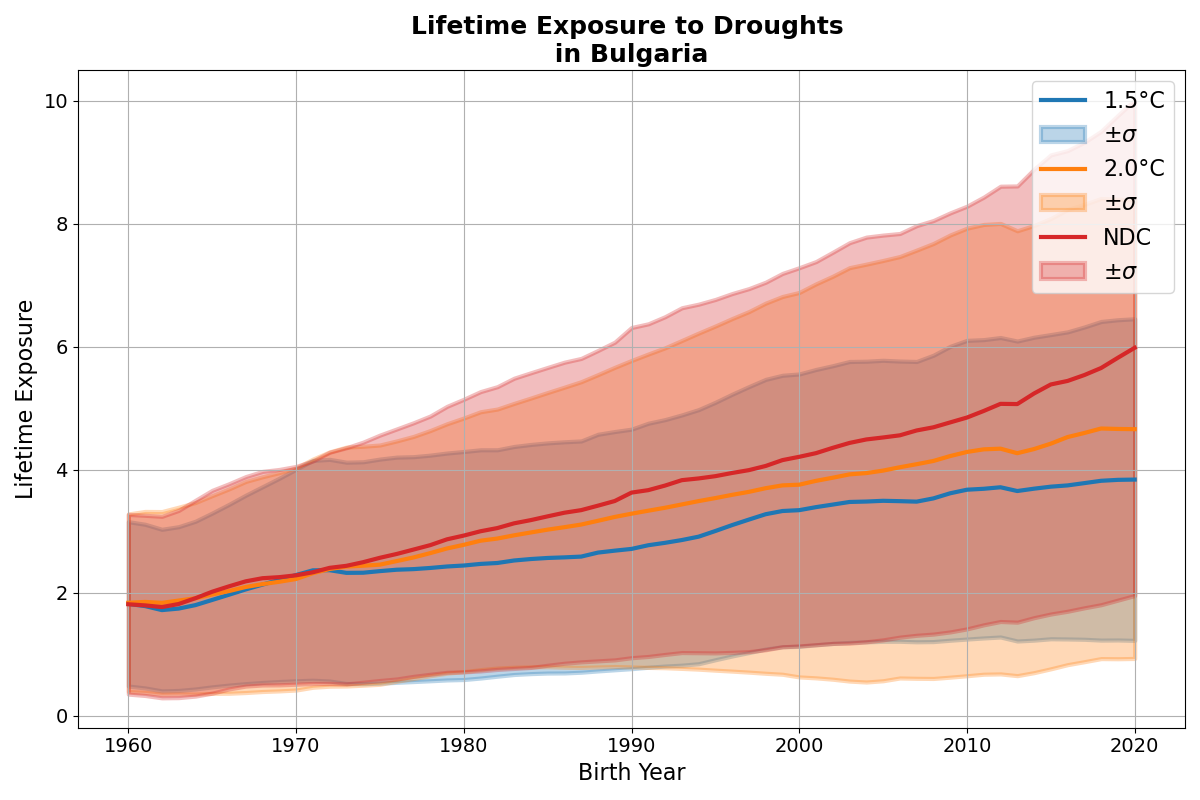 Lifetime Exposure to Droughts
in Bulgaria
10
8
6
4
2
0
Lifetime Exposure
1960
1970
1980
1990
2000
2010
2020
Birth Year
1.5°C
±σ
2.0°C
±σ
NDC
±σ